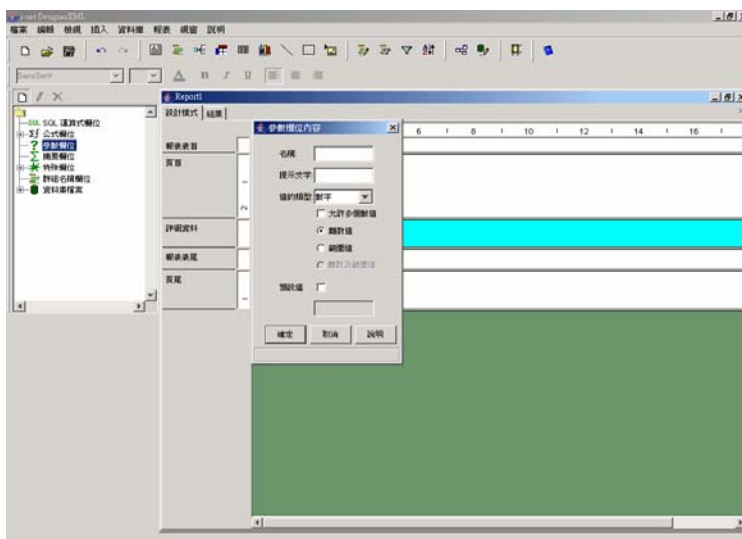 i-net DesignerXML
檔案 編輯 檢視 插入 資料庫 報表 視窗 說明
SansSerif
Report1
設計模式 結果
SQL 運算式欄位
公式欄位
參數欄位
摘要欄位
特殊欄位
群組名稱欄位
資料庫檔案
6 8 10 12 14 16
報表表首
頁首
2
詳細資料
報表表尾
頁尾
參數欄位內容
名稱
提示文字
值的類型 數字
允許多個數值
離散值
範圍值
離散及範圍值
預設值
確定 取消 說明